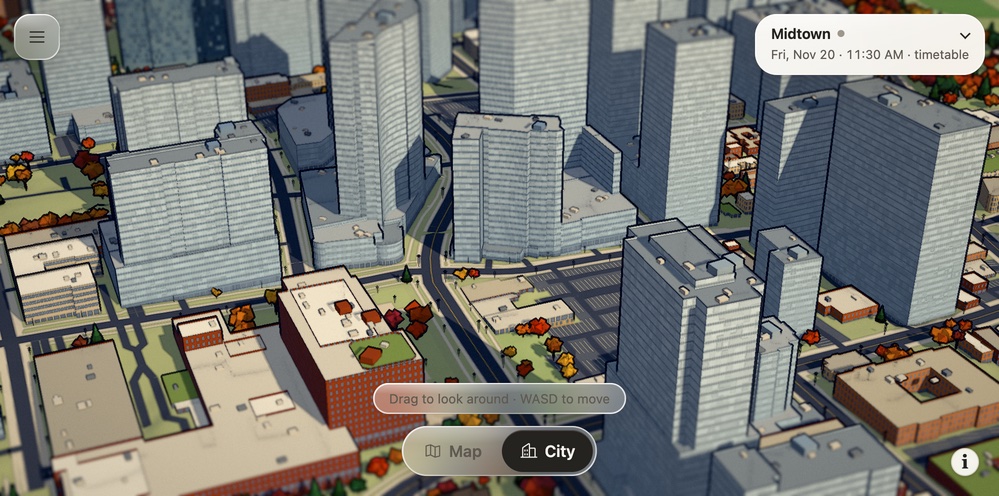 Midtown
Fri, Nov 20 · 11:30 AM · timetable
Drag to look around · WASD to move
Map
City